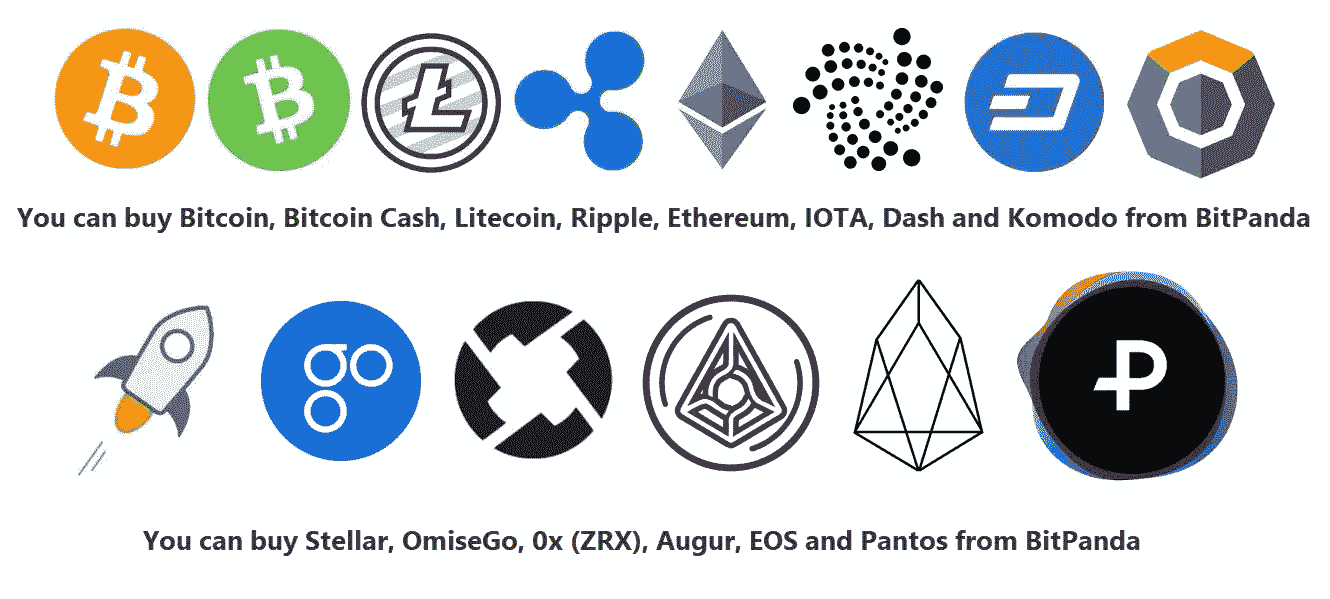 You can buy Bitcoin, Bitcoin Cash, Litecoin, Ripple, Ethereum, IOTA, Dash and Komodo from BitPanda
go
You can buy Stellar, OmiseGo, 0x (ZRX), Augur, EOS and Pantos from BitPanda